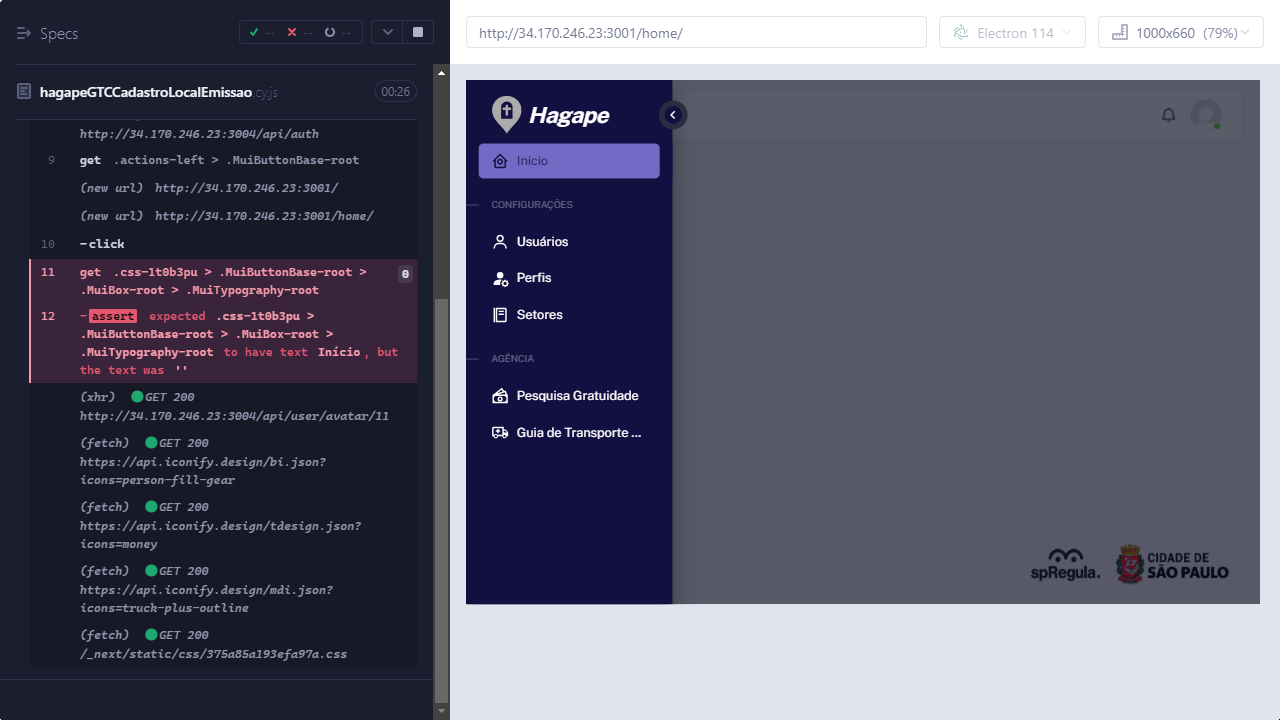 Specs
-- -- --
hagapeGTCCadastroLocalEmissao.cy.js 00:26
http://34.170.246.23:3004/api/auth
9 get .actions-left > .MuiButtonBase-root
(new url) http://34.170.246.23:3001/
(new url) http://34.170.246.23:3001/home/
10 -click
11 get .css-1t0b3pu > .MuiButtonBase-root > 0
.MuiBox-root > .MuiTypography-root
12 -assert expected .css-1t0b3pu >
.MuiButtonBase-root > .MuiBox-root >
.MuiTypography-root to have text Início, but
the text was ''
(xhr) GET 200
http://34.170.246.23:3004/api/user/avatar/11
(fetch) GET 200
https://api.iconify.design/bi.json?
icons=person-fill-gear
(fetch) GET 200
https://api.iconify.design/tdesign.json?
icons=money
(fetch) GET 200
https://api.iconify.design/mdi.json?
icons=truck-plus-outline
(fetch) GET 200
/_next/static/css/375a85a193efa97a.css
http://34.170.246.23:3001/home/
Electron 114
1000x660 (79%)
Hagape
Início
CONFIGURAÇÕES
Usuários
Perfis
Setores
AGÊNCIA
Pesquisa Gratuidade
Guia de Transporte ...
spRegula.
CIDADE DE
SÃO PAULO